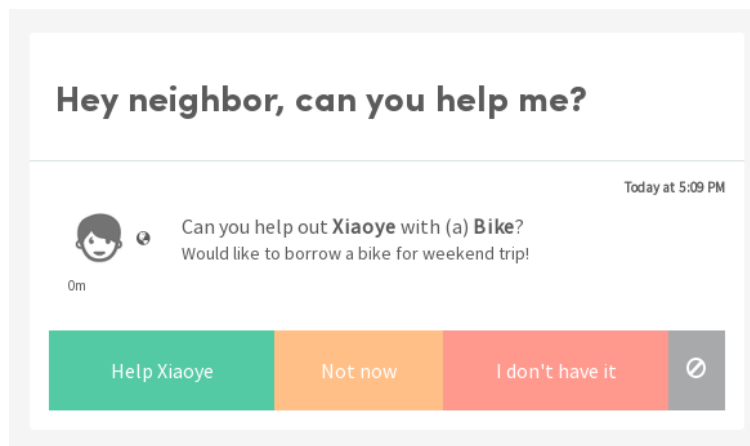 Hey neighbor, can you help me?
Today at 5:09 PM
Can you help out Xiaoye with (a) Bike?
Would like to borrow a bike for weekend trip!
0m
Help Xiaoye
Not now
I don't have it